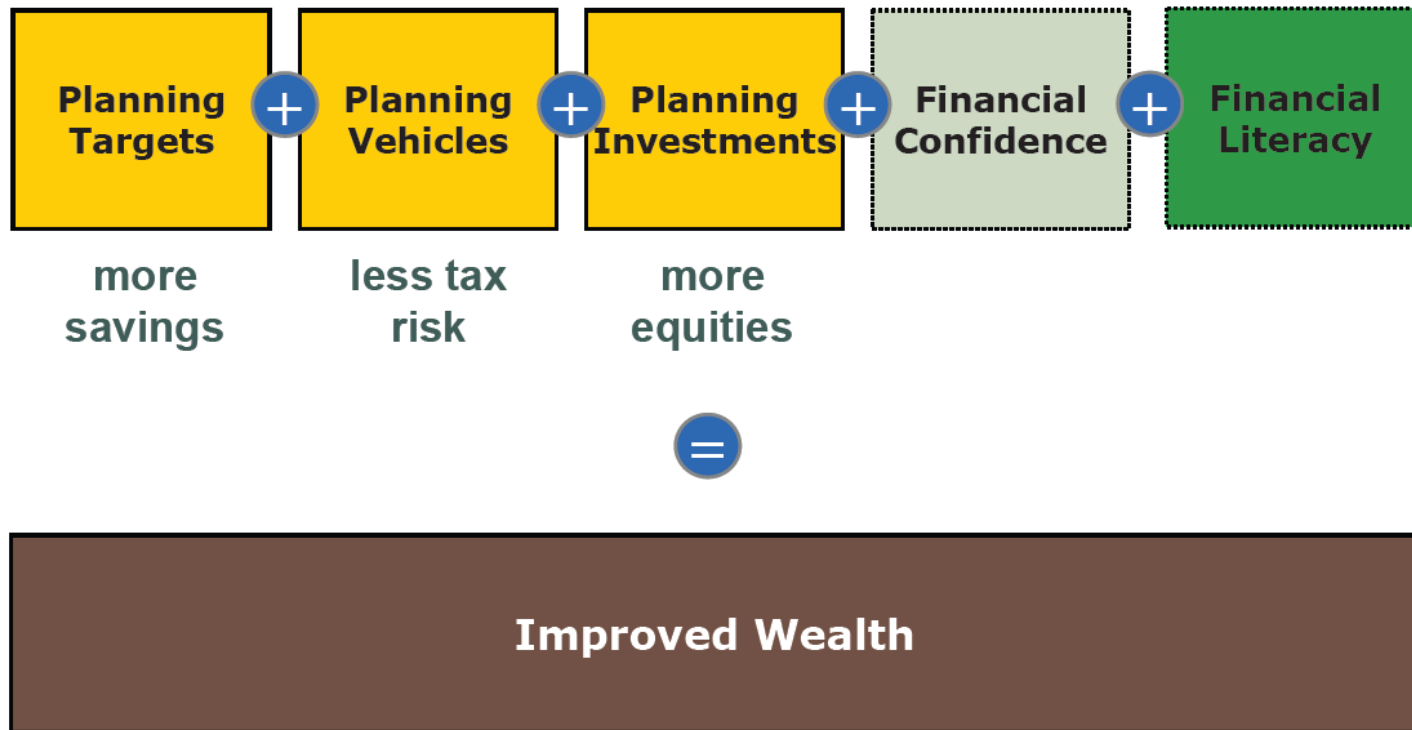 Planning
Targets
+
Planning
Vehicles
+
Planning
Investments
+
Financial
Confidence
+
Financial
Literacy
more
savings
less tax
risk
more
equities
=
Improved Wealth